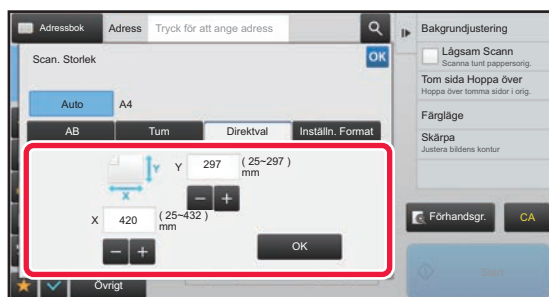 Adressbok
Adress
Tryck för att ange adress
Scan. Storlek
OK
Auto
A4
AB
Tum
Direktval
Inställn. Format
Y
Y
297
( 25~297 )
mm
X
X
420
( 25~432 )
mm
OK
Övrigt
Bakgrundjustering
Lågsam Scann
Scanna tunt pappersorig.
Tom sida Hoppa över
Hoppa över tomma sidor i orig.
Färgläge
Skärpa
Justera bildens kontur
Förhandsgr.
CA
Start